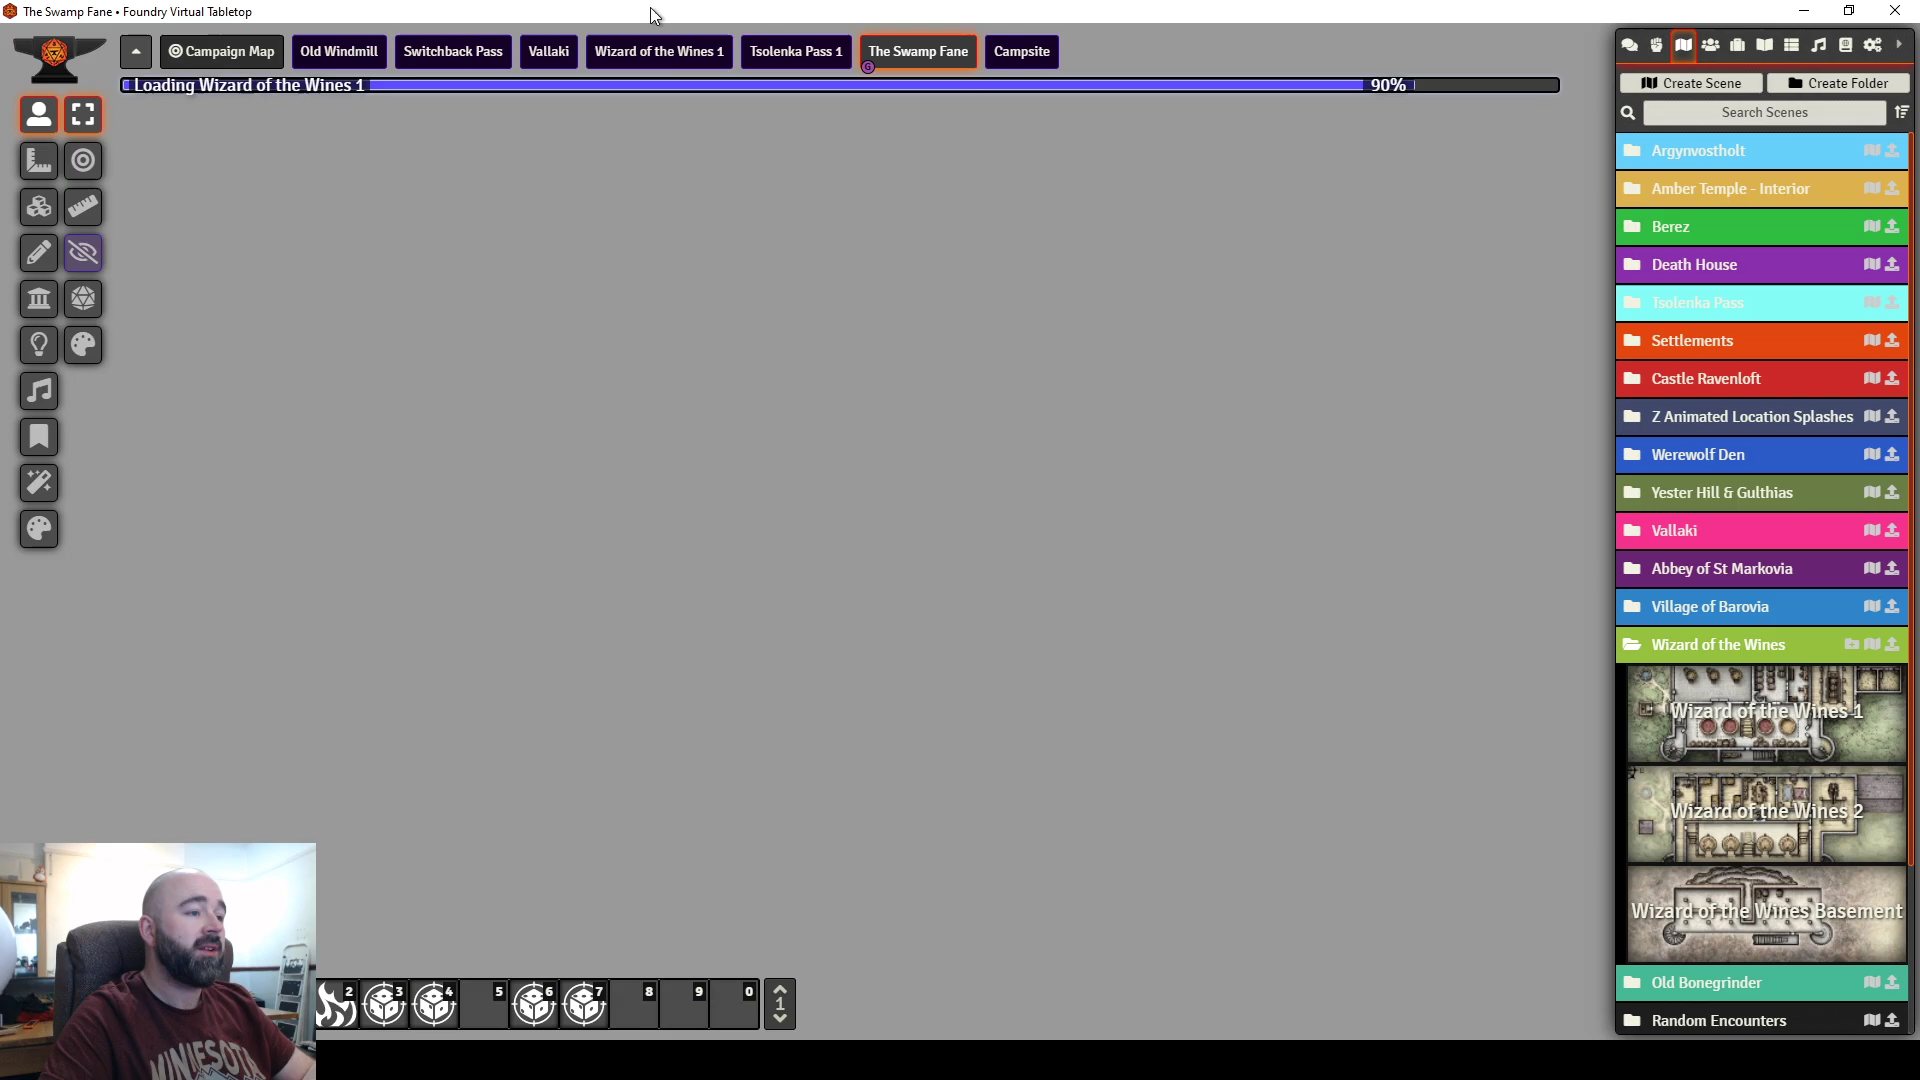 The Swamp Fane • Foundry Virtual Tabletop
Campaign Map
Old Windmill
Switchback Pass
Vallaki
Wizard of the Wines 1
Tsolenka Pass 1
The Swamp Fane
G
Campsite
Loading Wizard of the Wines 1
90%
Create Scene
Create Folder
Search Scenes
Argynvostholt
Amber Temple - Interior
Berez
Death House
Tsolenka Pass
Settlements
Castle Ravenloft
Z Animated Location Splashes
Werewolf Den
Yester Hill & Gulthias
Vallaki
Abbey of St Markovia
Village of Barovia
Wizard of the Wines
Wizard of the Wines 1
Wizard of the Wines 2
Wizard of the Wines Basement
Old Bonegrinder
Random Encounters
2
3
4
5
6
7
8
9
0
1
MINNESOTA